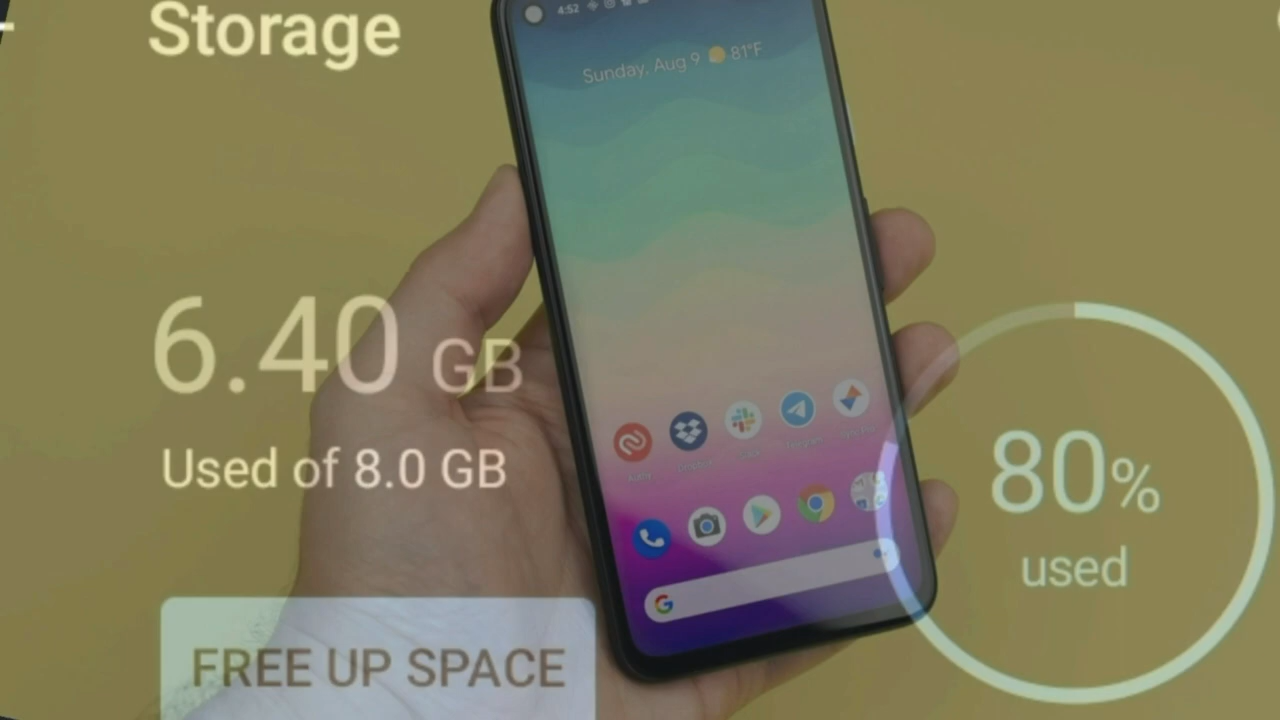 Storage
4:52
Sunday, Aug 9 81°F
6.40 GB
Used of 8.0 GB
80%
used
FREE UP SPACE